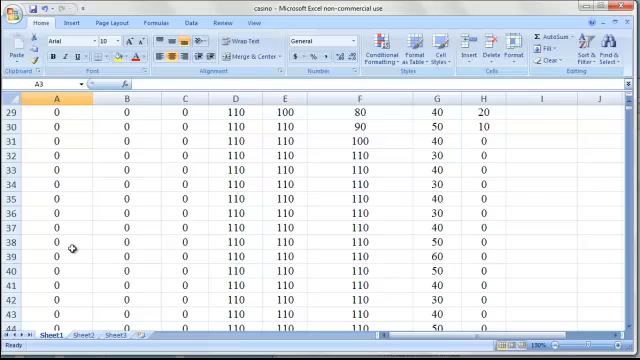 casino - Microsoft Excel non-commercial use
Home Insert Page Layout Formulas Data Review View
Paste
Arial 10 A A
B I U
Wrap Text
Merge & Center
General
$ % ,
Conditional Formatting
Format as Table
Cell Styles
Insert
Delete
Format
Cells
AutoSum
Fill
Clear
Sort & Filter
Find & Select
Clipboard Font Alignment Number Styles Cells Editing
A3 fx
A B C D E F G H I J
29 0 0 0 110 100 80 40 20
30 0 0 0 110 110 90 50 10
31 0 0 0 110 110 100 40 0
32 0 0 0 110 110 110 30 0
33 0 0 0 110 110 110 40 0
34 0 0 0 110 110 110 30 0
35 0 0 0 110 110 110 40 0
36 0 0 0 110 110 110 30 0
37 0 0 0 110 110 110 40 0
38 0 0 0 110 110 110 50 0
39 0 0 0 110 110 110 60 0
40 0 0 0 110 110 110 50 0
41 0 0 0 110 110 110 40 0
42 0 0 0 110 110 110 30 0
43 0 0 0 110 110 110 40 0
44 0 0 0 110 110 110 50 0
Sheet1 Sheet2 Sheet3
Ready 130%